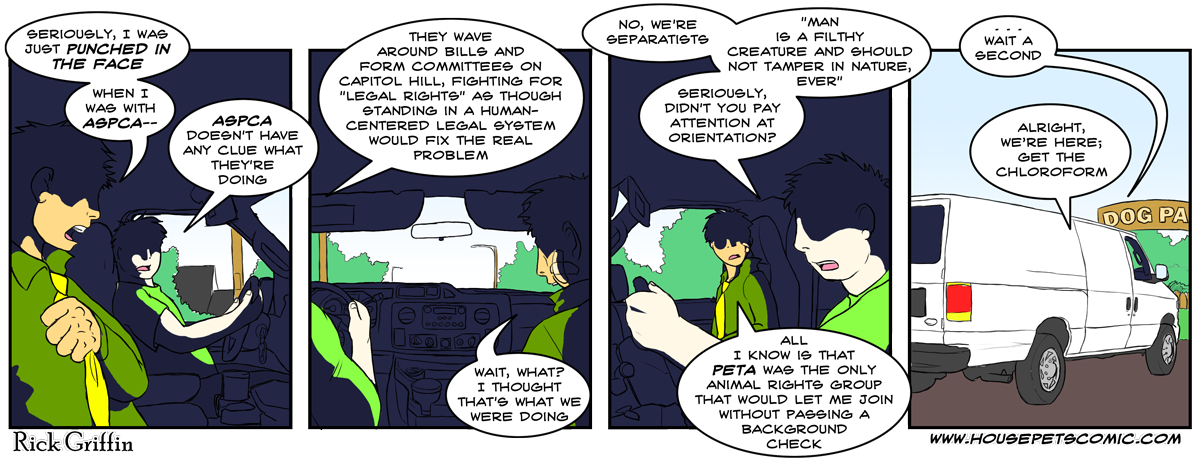 SERIOUSLY, I WAS
JUST PUNCHED IN
THE FACE
WHEN I
WAS WITH
ASPCA--
ASPCA
DOESN'T HAVE
ANY CLUE WHAT
THEY'RE
DOING
THEY WAVE
AROUND BILLS AND
FORM COMMITTEES ON
CAPITOL HILL, FIGHTING FOR
"LEGAL RIGHTS" AS THOUGH
STANDING IN A HUMAN-
CENTERED LEGAL SYSTEM
WOULD FIX THE REAL
PROBLEM
WAIT, WHAT?
I THOUGHT
THAT'S WHAT WE
WERE DOING
NO, WE'RE
SEPARATISTS
"MAN
IS A FILTHY
CREATURE AND SHOULD
NOT TAMPER IN NATURE,
EVER"
SERIOUSLY,
DIDN'T YOU PAY
ATTENTION AT
ORIENTATION?
ALL
I KNOW IS THAT
PETA WAS THE ONLY
ANIMAL RIGHTS GROUP
THAT WOULD LET ME JOIN
WITHOUT PASSING A
BACKGROUND
CHECK
...
WAIT A
SECOND
ALRIGHT,
WE'RE HERE;
GET THE
CHLOROFORM
DOG PA
Rick Griffin
WWW.HOUSEPETSCOMIC.COM